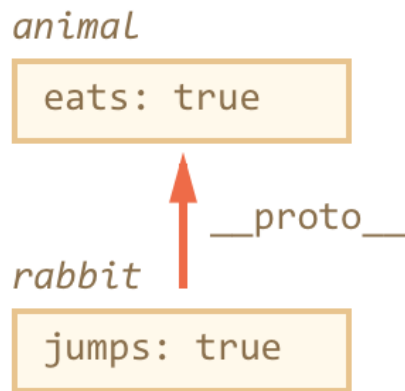 animal
eats: true
__proto__
rabbit
jumps: true